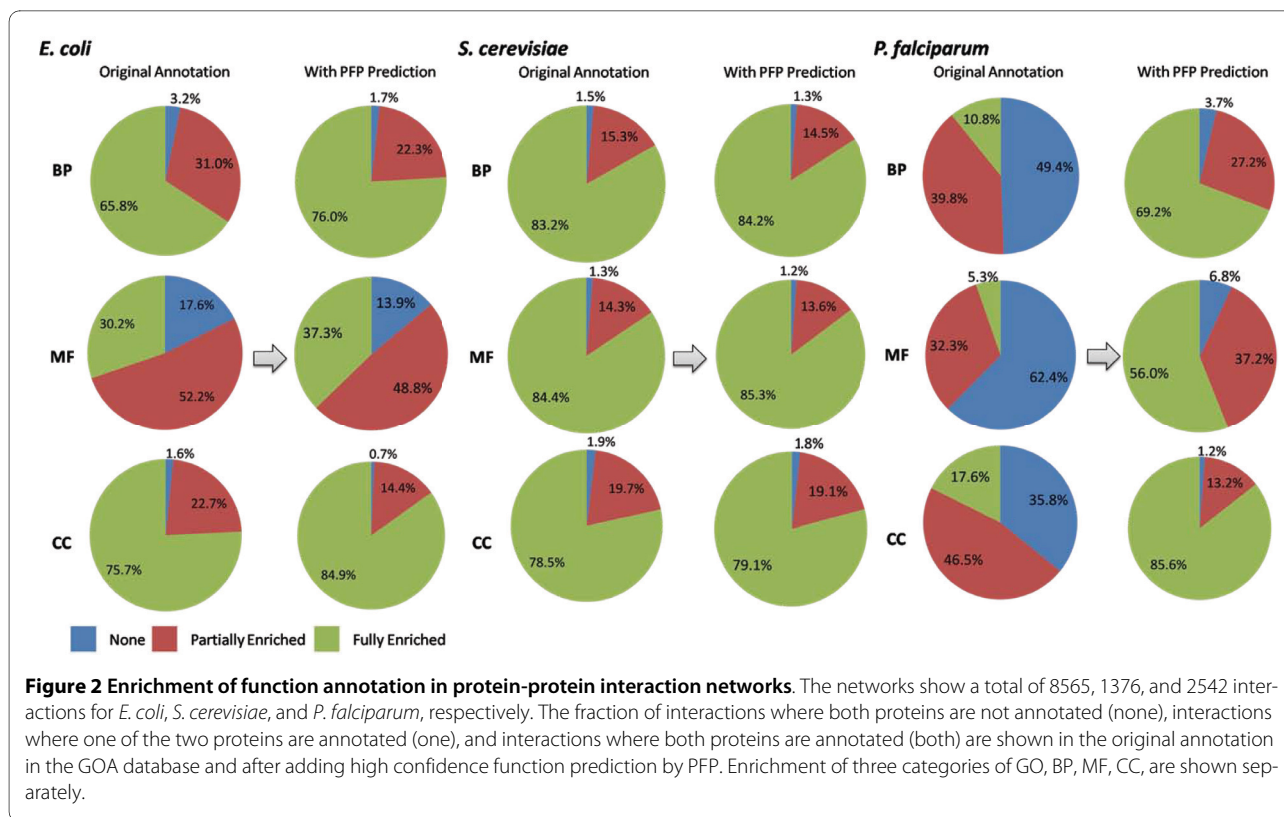 E. coli
S. cerevisiae
P. falciparum
Original Annotation
With PFP Prediction
Original Annotation
With PFP Prediction
Original Annotation
With PFP Prediction
BP
3.2%
31.0%
65.8%
1.7%
22.3%
76.0%
BP
1.5%
15.3%
83.2%
1.3%
14.5%
84.2%
BP
10.8%
49.4%
39.8%
3.7%
27.2%
69.2%
MF
17.6%
30.2%
52.2%
13.9%
37.3%
48.8%
MF
1.3%
14.3%
84.4%
1.2%
13.6%
85.3%
MF
5.3%
32.3%
62.4%
6.8%
37.2%
56.0%
CC
1.6%
22.7%
75.7%
0.7%
14.4%
84.9%
CC
1.9%
19.7%
78.5%
1.8%
19.1%
79.1%
CC
17.6%
35.8%
46.5%
1.2%
13.2%
85.6%
None
Partially Enriched
Fully Enriched
Figure 2 Enrichment of function annotation in protein-protein interaction networks. The networks show a total of 8565, 1376, and 2542 inter-
actions for E. coli, S. cerevisiae, and P. falciparum, respectively. The fraction of interactions where both proteins are not annotated (none), interactions
where one of the two proteins are annotated (one), and interactions where both proteins are annotated (both) are shown in the original annotation
in the GOA database and after adding high confidence function prediction by PFP. Enrichment of three categories of GO, BP, MF, CC, are shown sep-
arately.